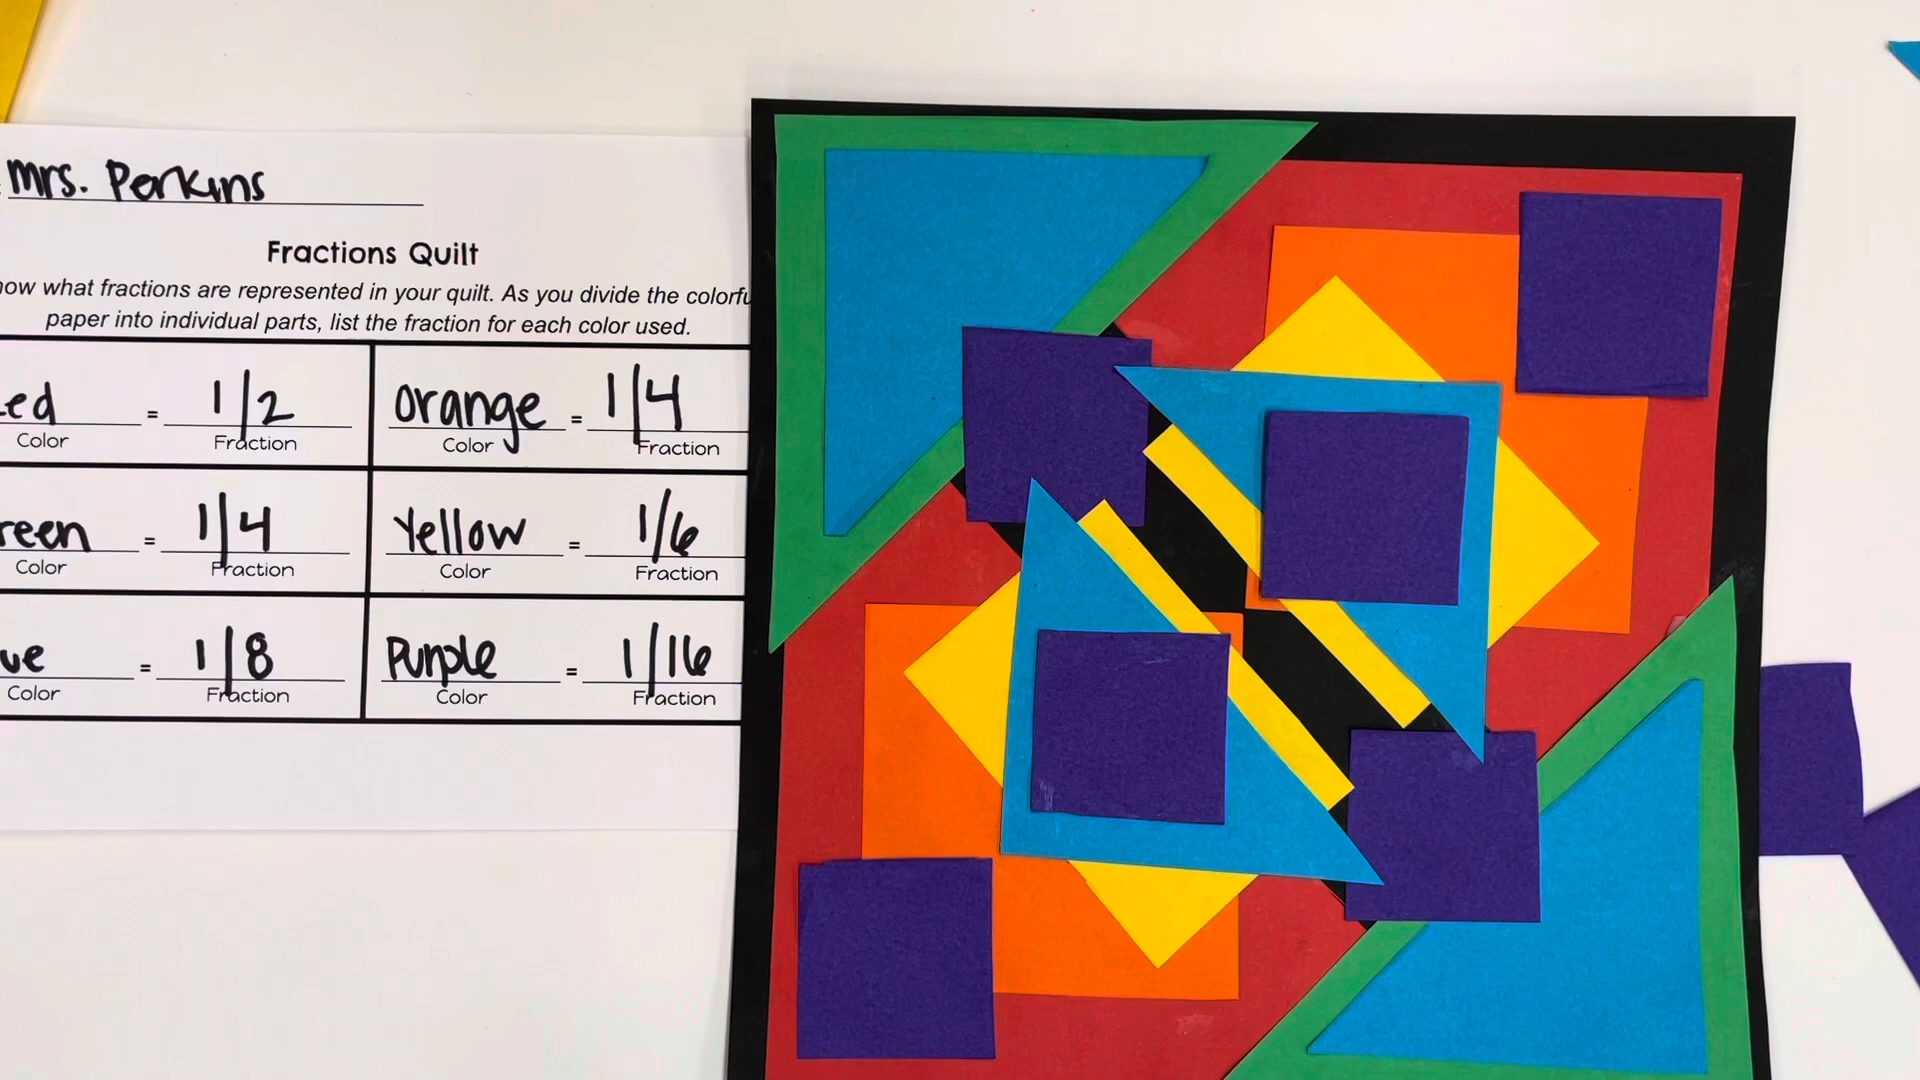 Mrs. Perkins
Fractions Quilt
now what fractions are represented in your quilt. As you divide the colorfu
paper into individual parts, list the fraction for each color used.
ed = 1/2 Orange = 1/4
Color Fraction Color Fraction
reen = 1/4 Yellow = 1/6
Color Fraction Color Fraction
ue = 1/8 Purple = 1/16
Color Fraction Color Fraction